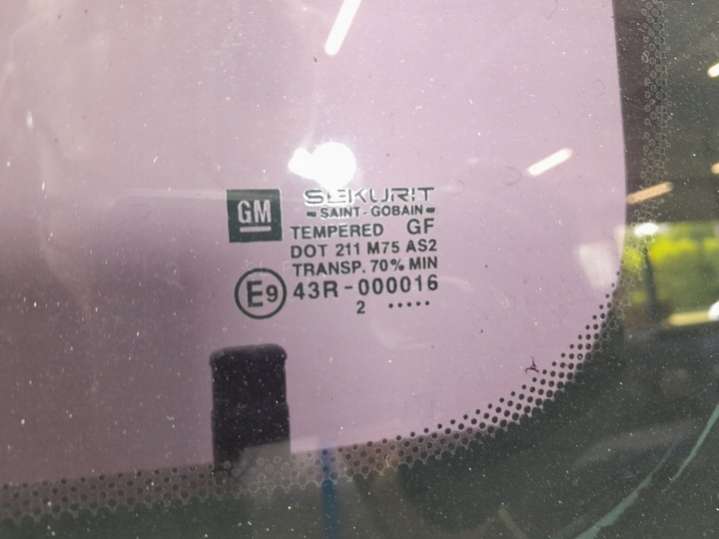 GM
SEKURIT
SAINT-GOBAIN
TEMPERED GF
DOT 211 M75 AS2
TRANSP. 70% MIN
E9 43R-000016
2 .....